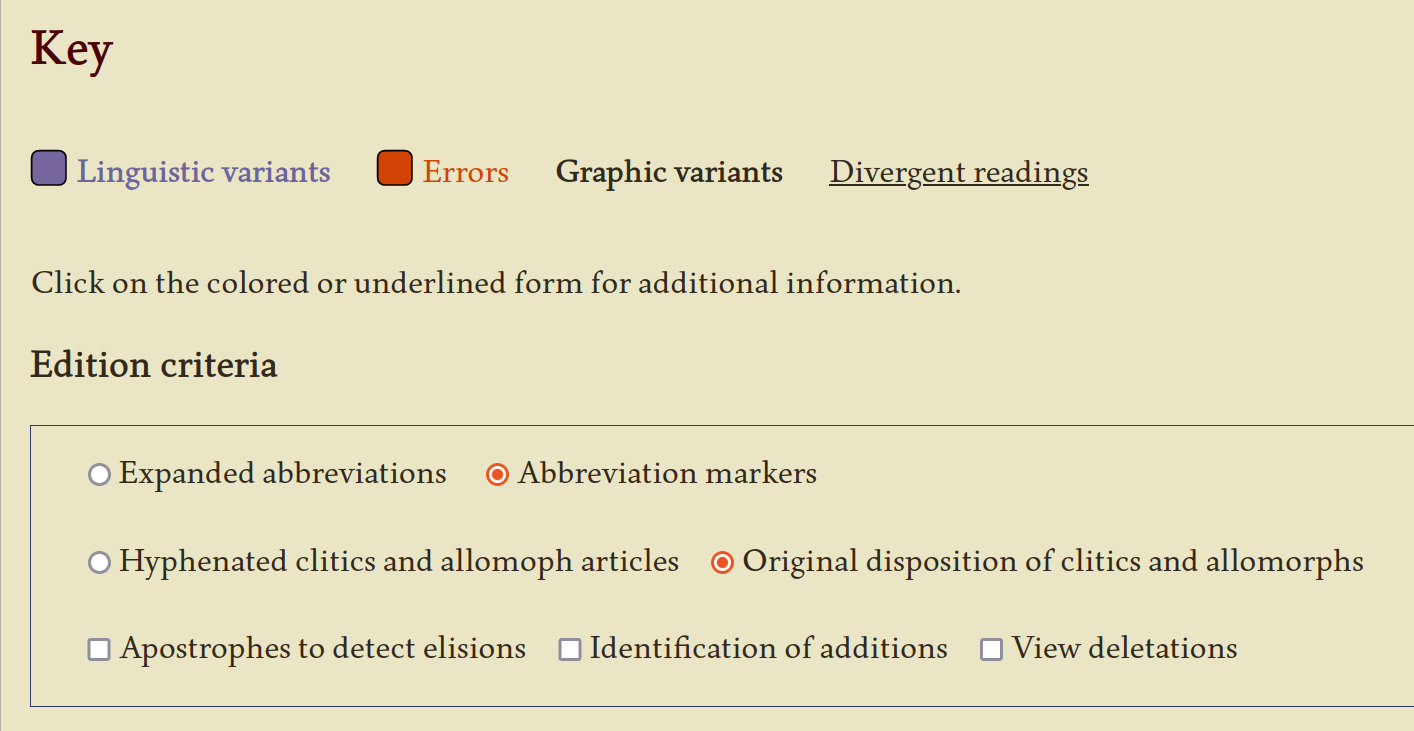 Key
Linguistic variants Errors Graphic variants Divergent readings
Click on the colored or underlined form for additional information.
Edition criteria
Expanded abbreviations Abbreviation markers
Hyphenated clitics and allomoph articles Original disposition of clitics and allomorphs
Apostrophes to detect elisions Identification of additions View deletations